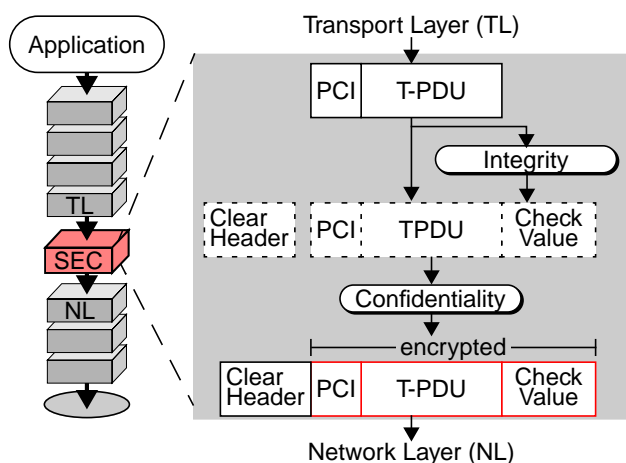 Application
TL
SEC
NL
Transport Layer (TL)
PCI
T-PDU
Integrity
Clear
Header
PCI
TPDU
Check
Value
Confidentiality
encrypted
Clear
Header
PCI
T-PDU
Check
Value
Network Layer (NL)